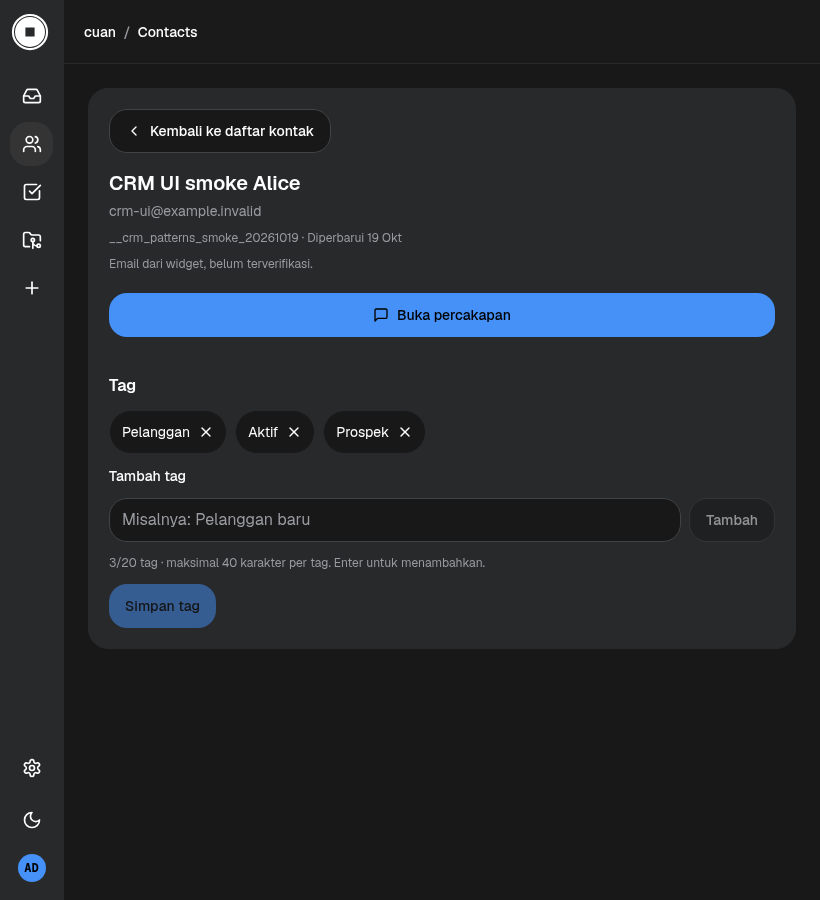 cuan / Contacts
Kembali ke daftar kontak
CRM UI smoke Alice
crm-ui@example.invalid
__crm_patterns_smoke_20261019 · Diperbarui 19 Okt
Email dari widget, belum terverifikasi.
Buka percakapan
Tag
Pelanggan Aktif Prospek
Tambah tag
Misalnya: Pelanggan baru Tambah
3/20 tag · maksimal 40 karakter per tag. Enter untuk menambahkan.
Simpan tag
AD